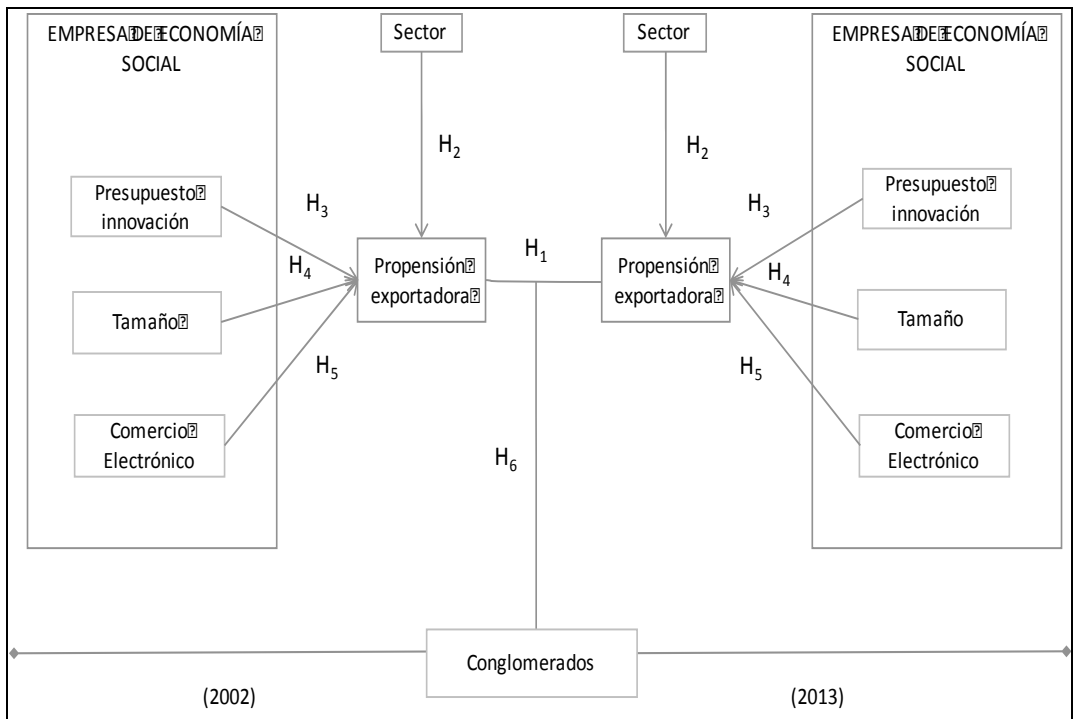 EMPRESA DE ECONOMÍA
SOCIAL
Sector
Sector
EMPRESA DE ECONOMÍA
SOCIAL
H2
H2
Presupuesto
innovación
H3
H3
Presupuesto
innovación
H4
Propensión
exportadora
H1
Propensión
exportadora
H4
Tamaño
Tamaño
H5
H5
Comercio
Electrónico
H6
Comercio
Electrónico
Conglomerados
(2002)
(2013)